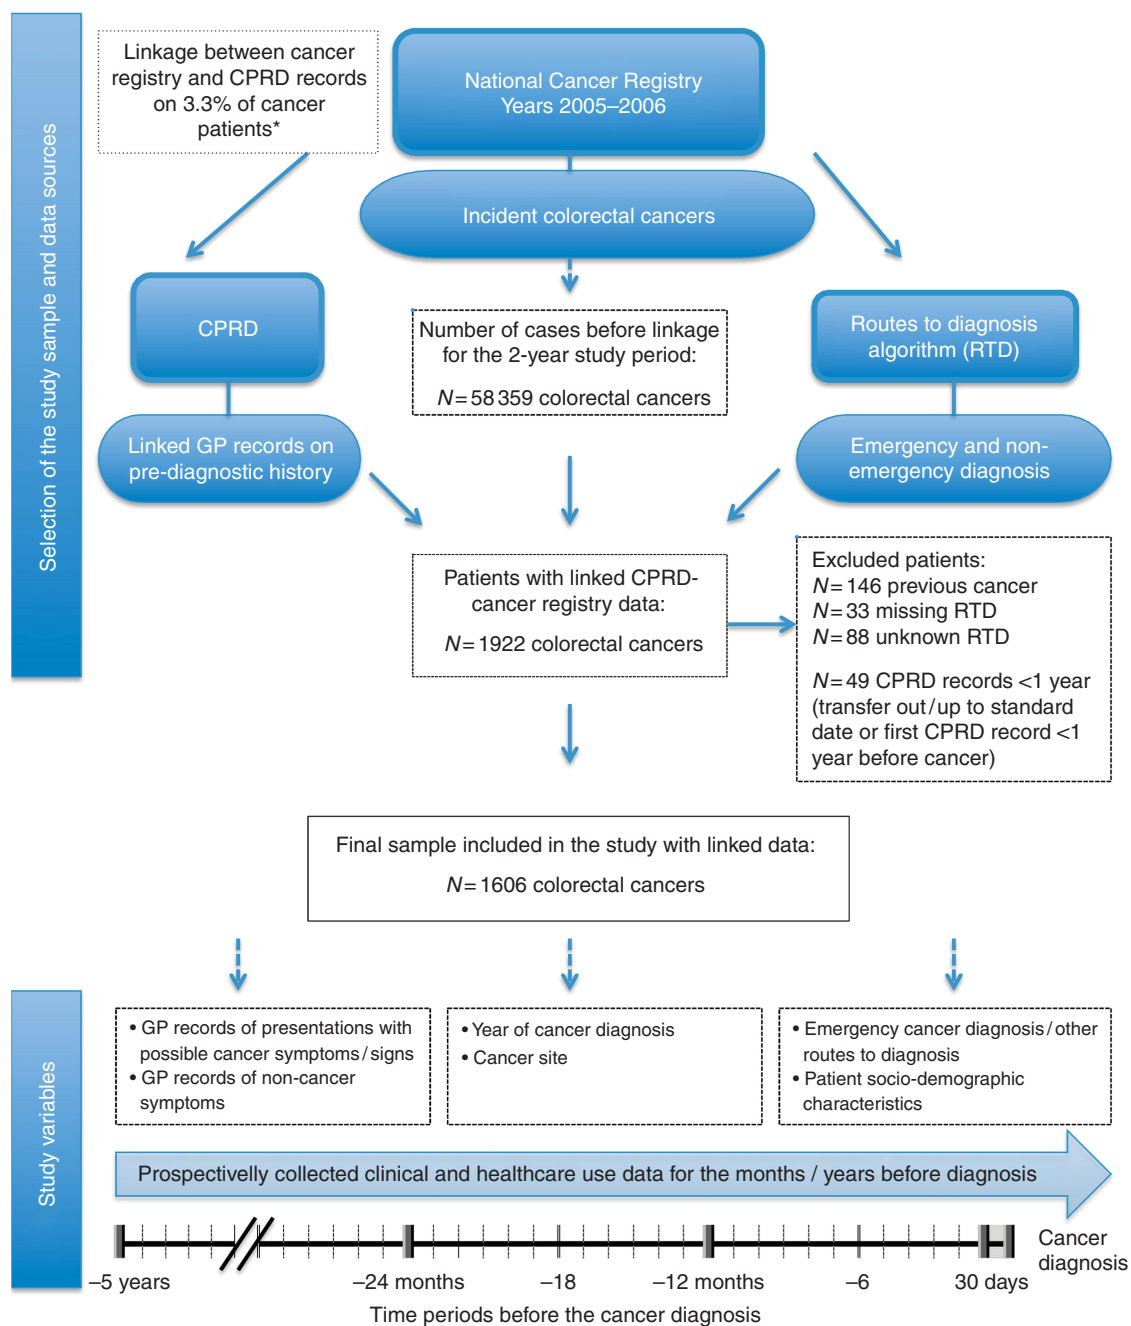 Selection of the study sample and data sources
Linkage between cancer
registry and CPRD records
on 3.3% of cancer
patients*
National Cancer Registry
Years 2005–2006
Incident colorectal cancers
CPRD
Number of cases before linkage
for the 2-year study period:
N = 58 359 colorectal cancers
Routes to diagnosis
algorithm (RTD)
Linked GP records on
pre-diagnostic history
Emergency and non-
emergency diagnosis
Patients with linked CPRD-
cancer registry data:
N = 1922 colorectal cancers
Excluded patients:
N = 146 previous cancer
N = 33 missing RTD
N = 88 unknown RTD
N = 49 CPRD records <1 year
(transfer out / up to standard
date or first CPRD record <1
year before cancer)
Final sample included in the study with linked data:
N = 1606 colorectal cancers
Study variables
• GP records of presentations with
possible cancer symptoms / signs
• GP records of non-cancer
symptoms
• Year of cancer diagnosis
• Cancer site
• Emergency cancer diagnosis / other
routes to diagnosis
• Patient socio-demographic
characteristics
Prospectivelly collected clinical and healthcare use data for the months / years before diagnosis
Cancer
diagnosis
–5 years –24 months –18 –12 months –6 30 days
Time periods before the cancer diagnosis